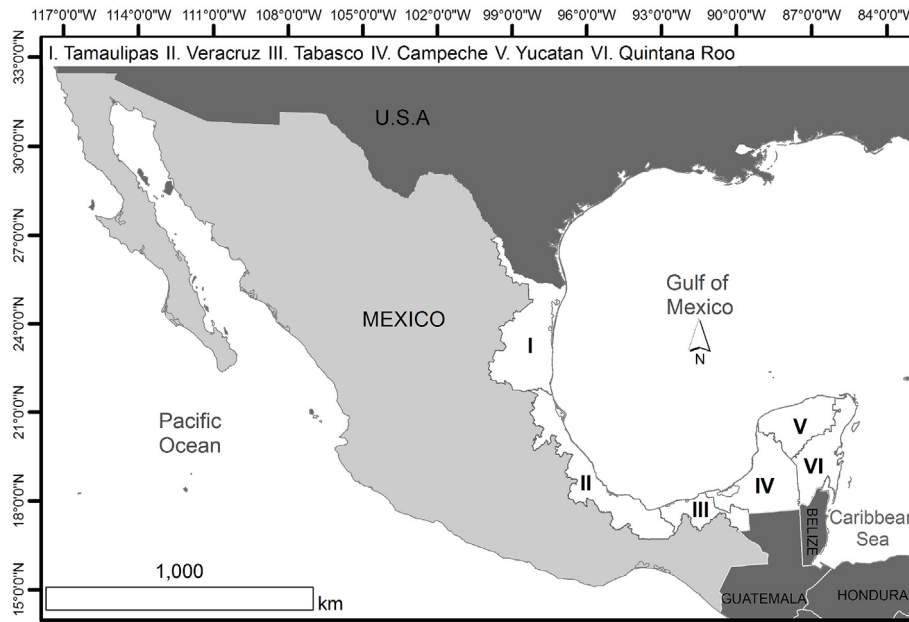 117°0'0"W 114°0'0"W 111°0'0"W 108°0'0"W 105°0'0"W 102°0'0"W 99°0'0"W 96°0'0"W 93°0'0"W 90°0'0"W 87°0'0"W 84°0'0"W
I. Tamaulipas II. Veracruz III. Tabasco IV. Campeche V. Yucatan VI. Quintana Roo
33°0'0"N
U.S.A
30°0'0"N
27°0'0"N
Gulf of
Mexico
24°0'0"N
MEXICO
I
N
21°0'0"N
Pacific
Ocean
V
VI
II
IV
18°0'0"N
III
BELIZE
Caribbean
Sea
1,000
km
15°0'0"N
GUATEMALA
HONDURA